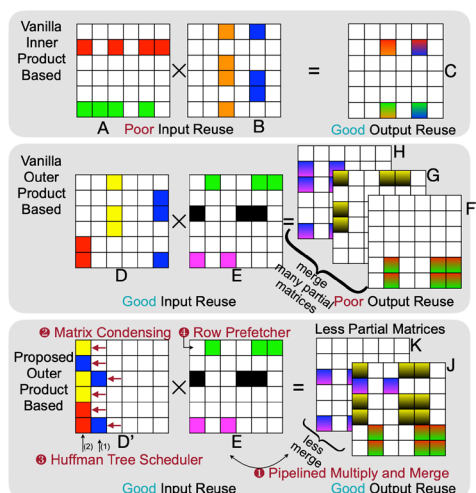 Vanilla
Inner
Product
Based
×
=
A
B
C
Poor Input Reuse
Good Output Reuse
Vanilla
Outer
Product
Based
×
=
D
E
H
G
F
merge
many partial
matrices
Good Input Reuse
Poor Output Reuse
❷ Matrix Condensing
❹ Row Prefetcher
Less Partial Matrices
Proposed
Outer
Product
Based
×
=
K
J
(2)
(1)
D'
E
less
merge
❸ Huffman Tree Scheduler
❶ Pipelined Multiply and Merge
Good Input Reuse
Good Output Reuse